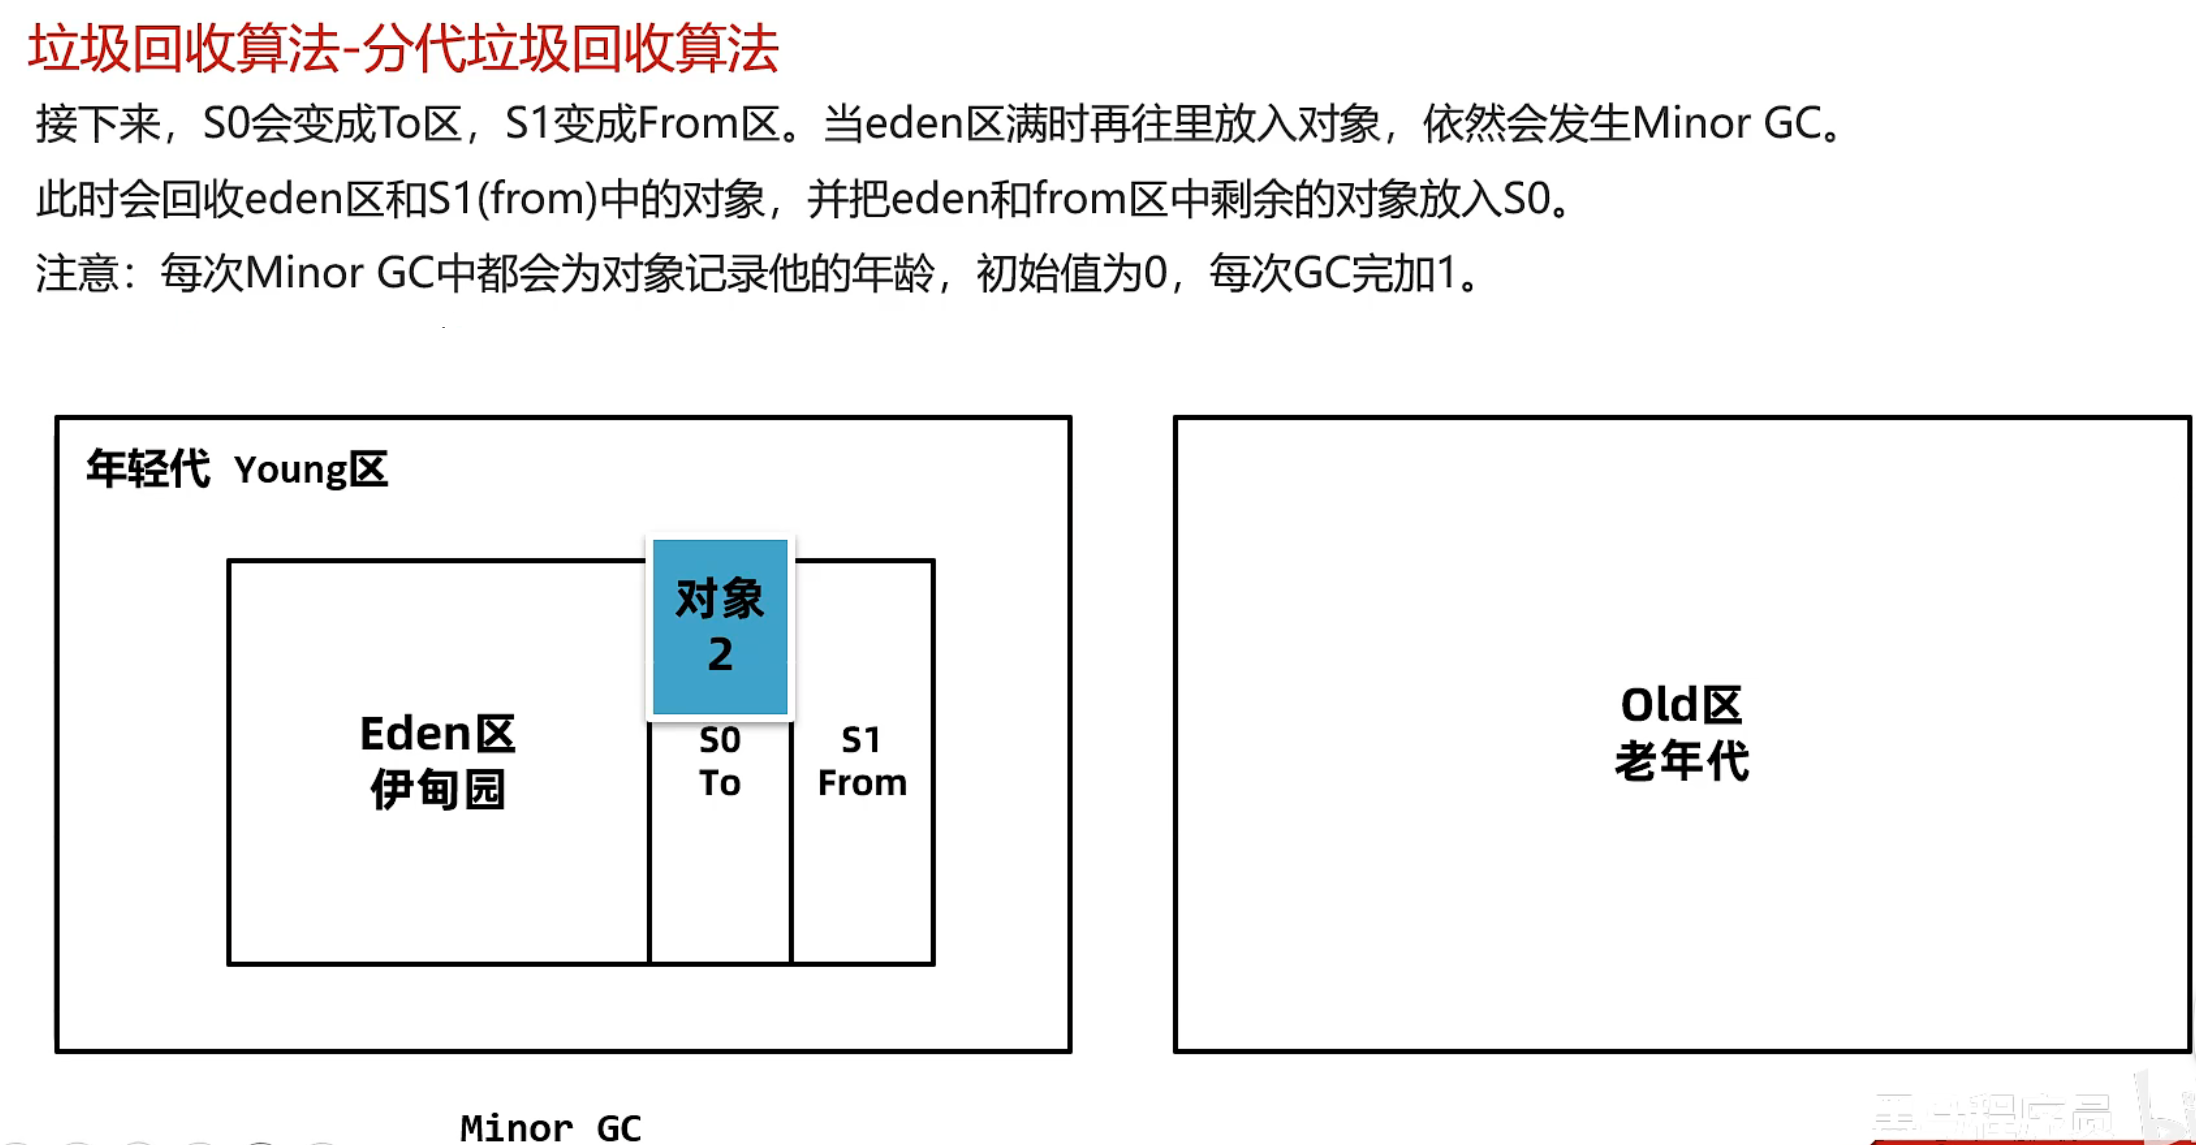 垃圾回收算法-分代垃圾回收算法
接下来，S0会变成To区，S1变成From区。当eden区满时再往里放入对象，依然会发生Minor GC。
此时会回收eden区和S1(from)中的对象，并把eden和from区中剩余的对象放入S0。
注意：每次Minor GC中都会为对象记录他的年龄，初始值为0，每次GC完加1。
年轻代 Young区
对象
2
Eden区
伊甸园
S0
To
S1
From
Old区
老年代
Minor GC